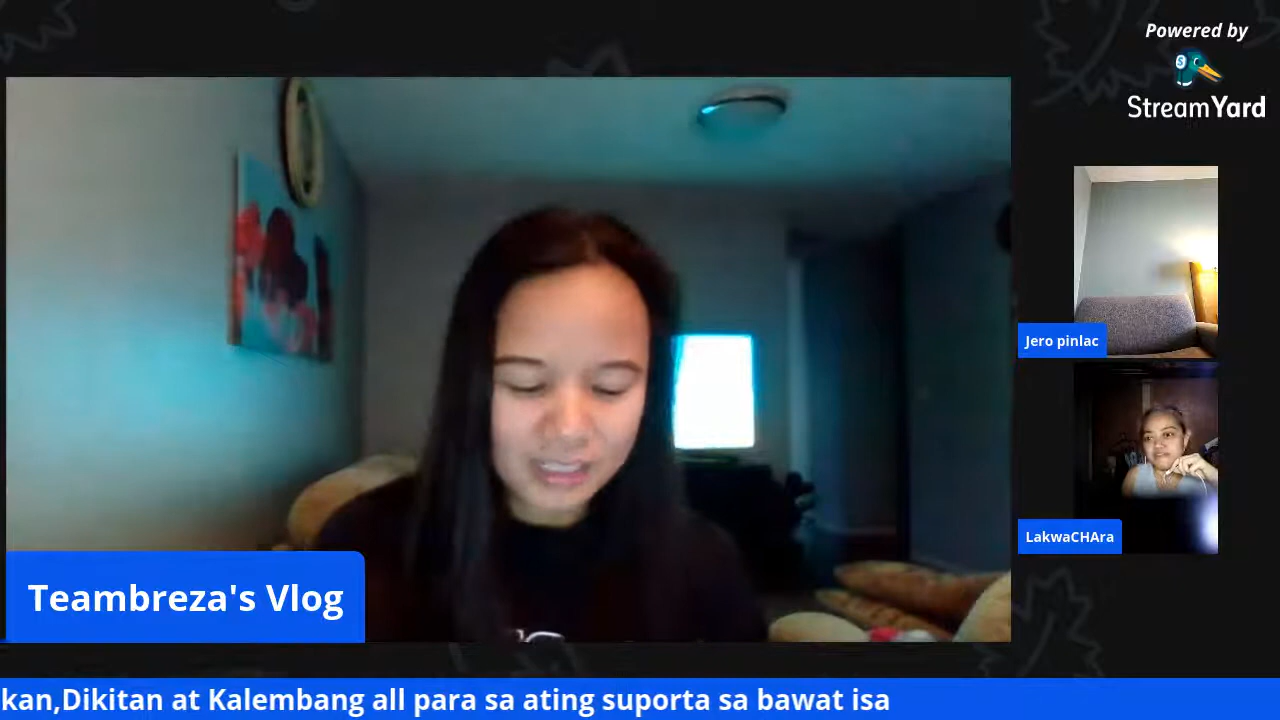 Powered by
StreamYard
Jero pinlac
LakwaCHAra
Teambreza's Vlog
kan,Dikitan at Kalembang all para sa ating suporta sa bawat isa